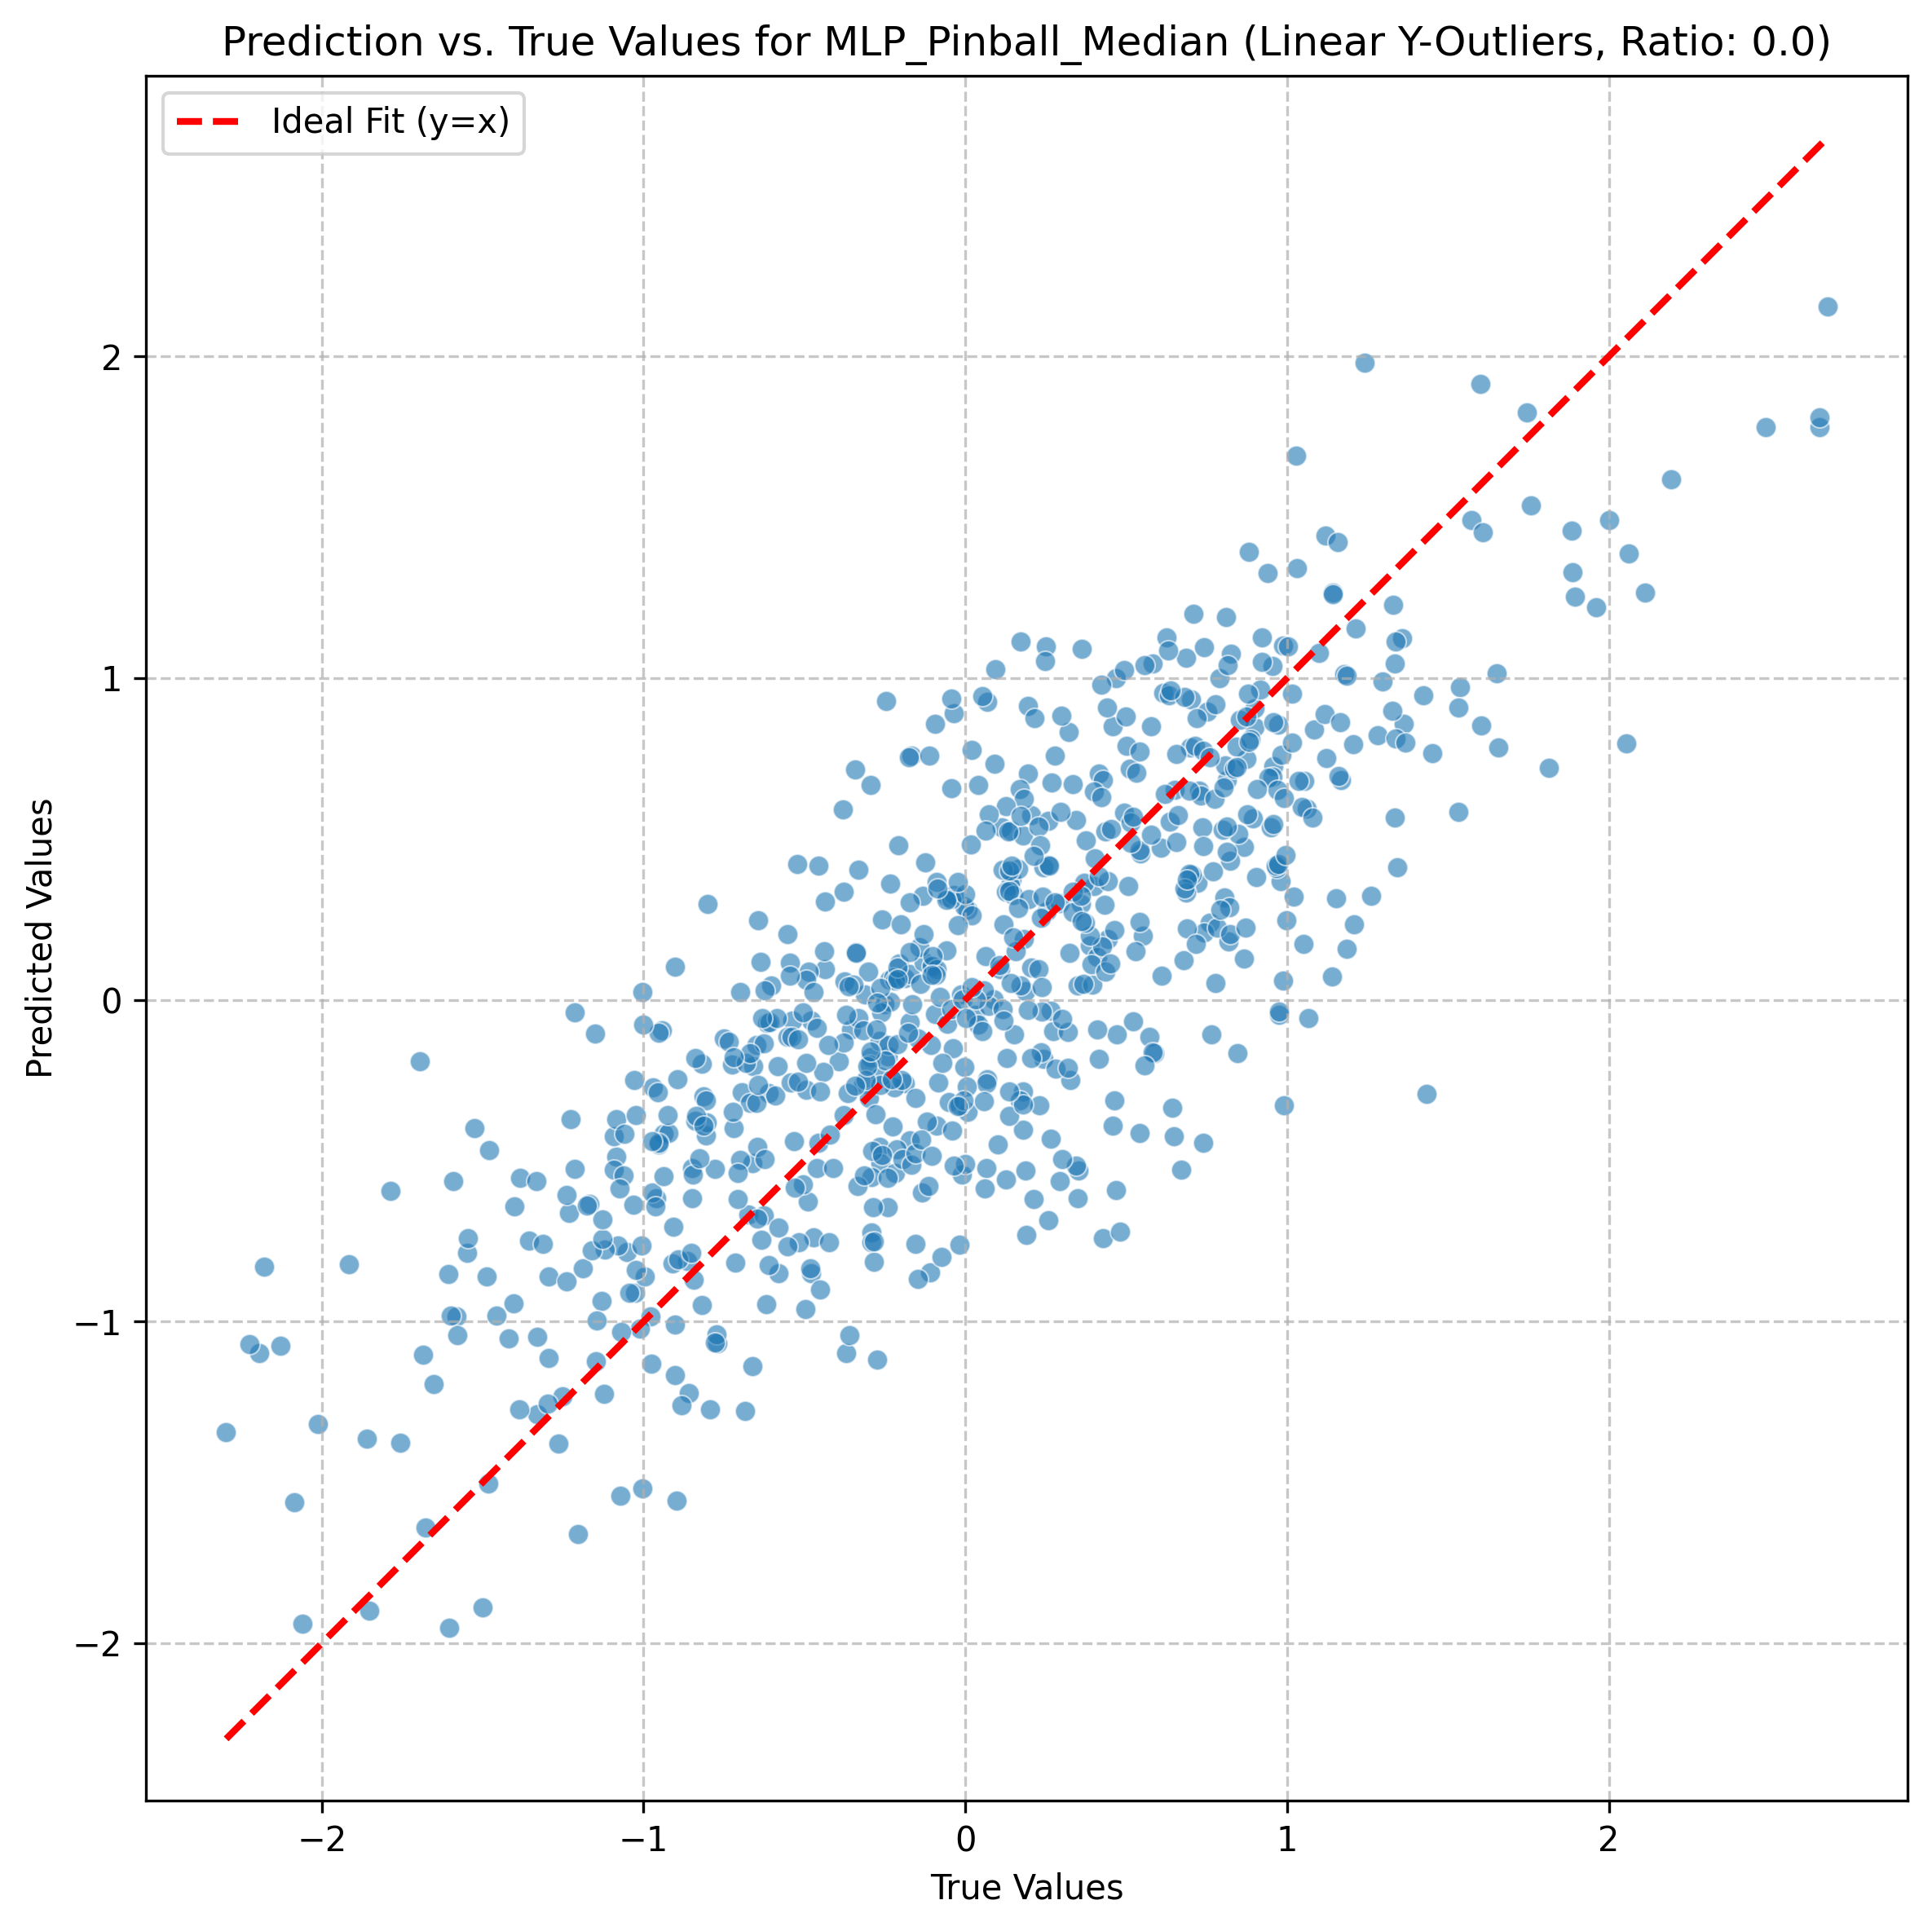 Prediction vs. True Values for MLP_Pinball_Median (Linear Y-Outliers, Ratio: 0.0)
Ideal Fit (y=x)
Predicted Values
2
1
0
−1
−2
−2
−1
0
1
2
True Values